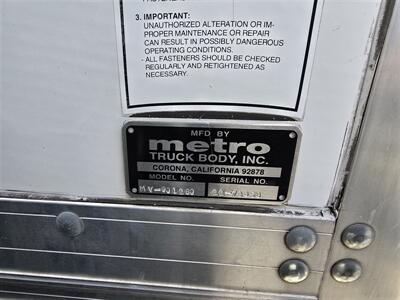 3. IMPORTANT:
UNAUTHORIZED ALTERATION OR IM-
PROPER MAINTENANCE OR REPAIR
CAN RESULT IN POSSIBLY DANGEROUS
OPERATING CONDITIONS.
- ALL FASTENERS SHOULD BE CHECKED
REGULARLY AND RETIGHTENED AS
NECESSARY.
MFD BY
metro
TRUCK BODY, INC.
CORONA, CALIFORNIA 92878
MODEL NO. SERIAL NO.